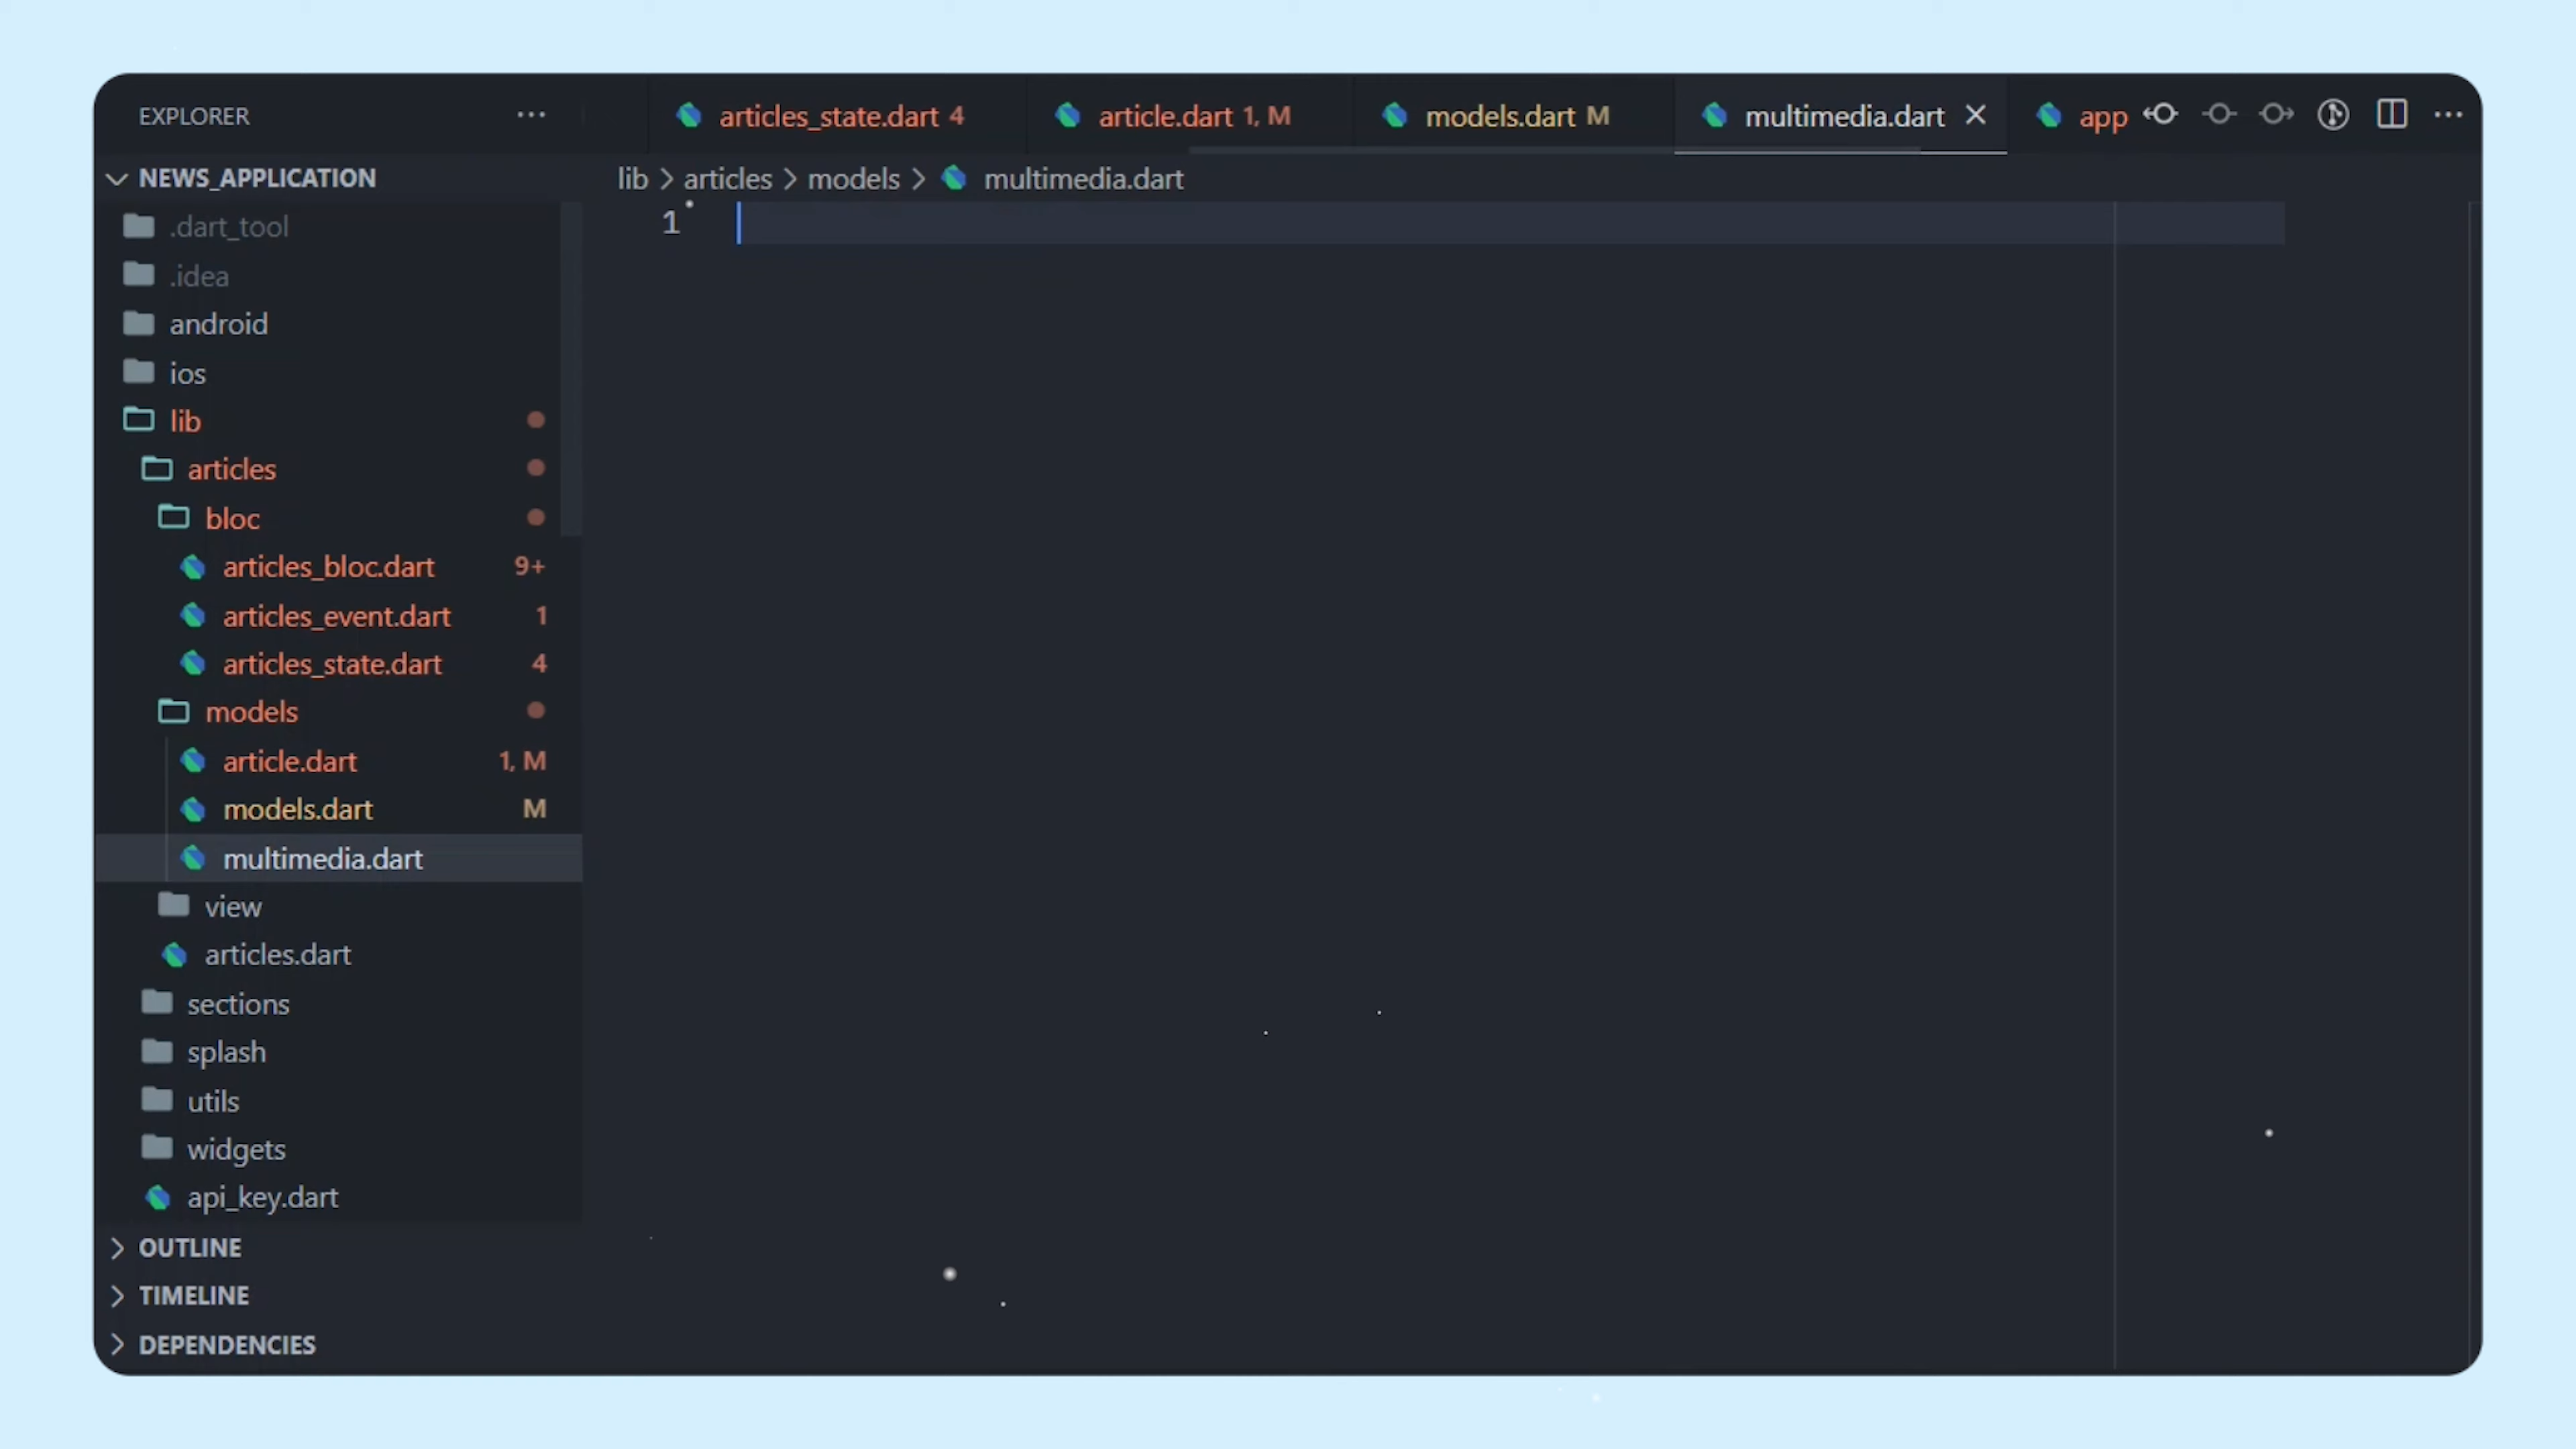 EXPLORER
articles_state.dart 4
article.dart 1, M
models.dart M
multimedia.dart
app
NEWS_APPLICATION
lib > articles > models > multimedia.dart
1
.dart_tool
.idea
android
ios
lib
articles
bloc
articles_bloc.dart 9+
articles_event.dart 1
articles_state.dart 4
models
article.dart 1, M
models.dart M
multimedia.dart
view
articles.dart
sections
splash
utils
widgets
api_key.dart
OUTLINE
TIMELINE
DEPENDENCIES